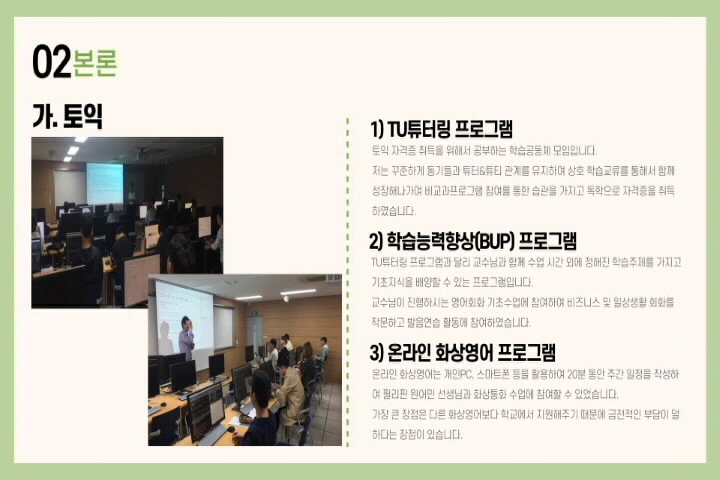 02본론
가. 토익
1) TU튜터링 프로그램
토익 자격증 취득을 위해서 공부하는 학습공동체 모임입니다.
저는 꾸준하게 동기들과 튜터&튜티 관계를 유지하며 상호 학습교류를 통해서 함께
성장해나가며 비교과프로그램 참여를 통한 습관을 가지고 독학으로 자격증을 취득
하였습니다.
2) 학습능력향상(BUP) 프로그램
TU튜터링 프로그램과 달리 교수님과 함께 수업 시간 외에 정해진 학습주제를 가지고
기초지식을 배양할 수 있는 프로그램입니다.
교수님이 진행하시는 영어회화 기초수업에 참여하여 비즈니스 및 일상생활 회화를
작문하고 발음연습 활동에 참여하였습니다.
3) 온라인 화상영어 프로그램
온라인 화상영어는 개인PC, 스마트폰 등을 활용하여 20분 동안 주간 일정을 작성하
여 필리핀 원어민 선생님과 화상통화 수업에 참여할 수 있었습니다.
가장 큰 장점은 다른 화상영어보다 학교에서 지원해주기 때문에 금전적인 부담이 덜
하다는 장점이 있습니다.